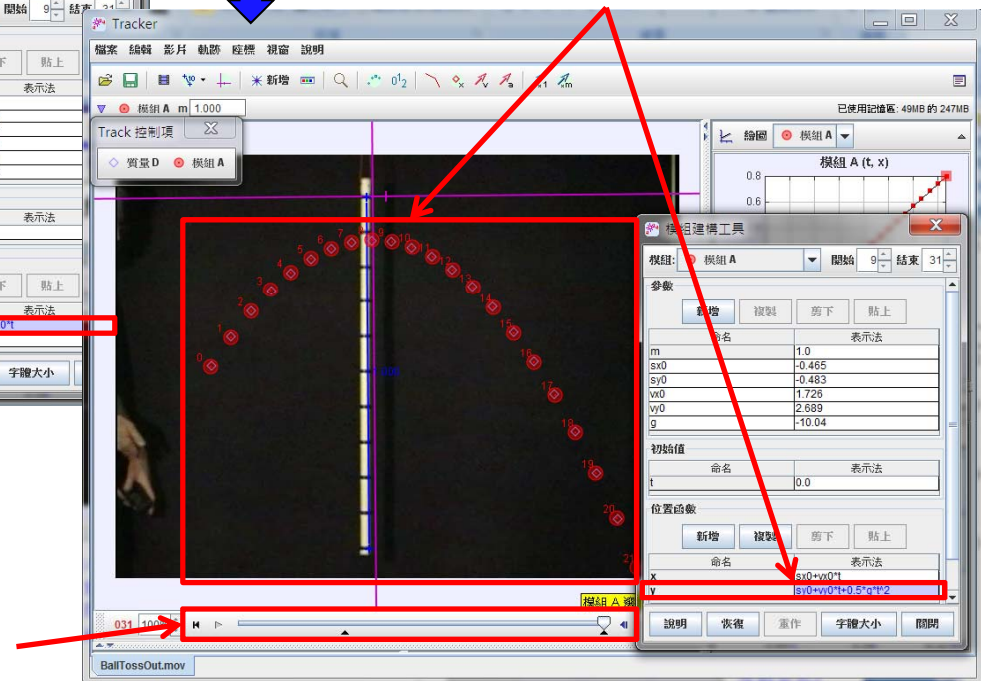 開始 9 結束 31
下 貼上
表示法
表示法
下 貼上
表示法
0*t
字體大小
Tracker
檔案 編輯 影片 軌跡 座標 視窗 說明
新增
模組 A m 1.000
已使用記憶區: 49MB 的 247MB
Track 控制項
質量 D 模組 A
繪圖 模組 A
模組 A (t, x)
0.8
0.6
0
1
2
3
4
5
6
7
9
10
11
12
13
14
15
16
17
18
19
20
1.000
模組建構工具
模組: 模組 A 開始 9 結束 31
參數
新增 複製 剪下 貼上
命名 表示法
m 1.0
sx0 -0.465
sy0 -0.483
vx0 1.726
vy0 2.689
g -10.04
初始值
命名 表示法
t 0.0
位置函數
新增 複製 剪下 貼上
命名 表示法
x sx0+vx0*t
y sy0+vy0*t+0.5*g*t^2
說明 恢復 重作 字體大小 關閉
模組 A
031 100
BallTossOut.mov